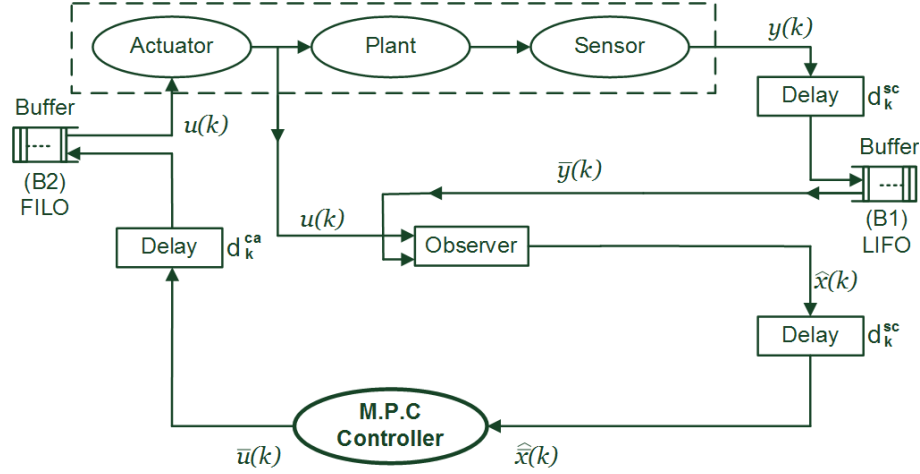 Actuator
Plant
Sensor
y(k)
Delay
d_k^sc
Buffer
u(k)
(B2)
FILO
Buffer
(B1)
LIFO
ȳ(k)
u(k)
Observer
Delay
d_k^ca
x̂(k)
Delay
d_k^sc
M.P.C
Controller
ū(k)
x̂̄(k)